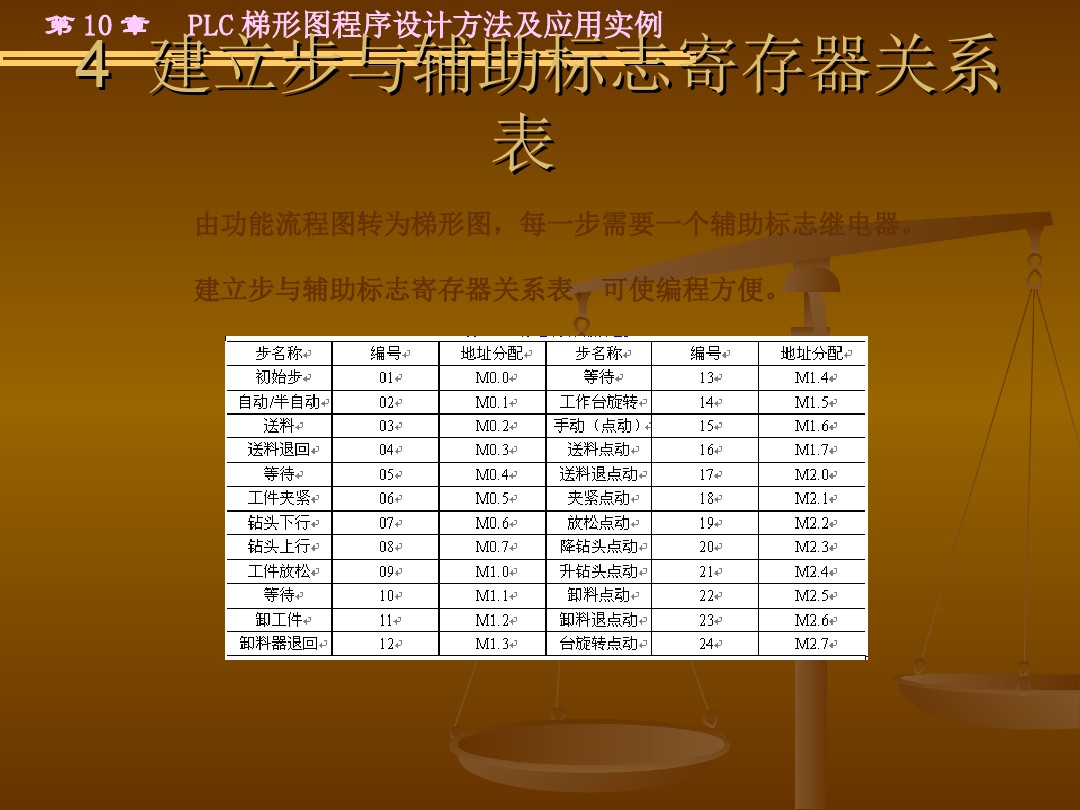 第 10 章 PLC 梯形图程序设计方法及应用实例
4 建立步与辅助标志寄存器关系
表
由功能流程图转为梯形图，每一步需要一个辅助标志继电器。
建立步与辅助标志寄存器关系表，可使编程方便。
步名称 编号 地址分配 步名称 编号 地址分配
初始步 01 M0.0 等待 13 M1.4
自动/半自动 02 M0.1 工作台旋转 14 M1.5
送料 03 M0.2 手动（点动） 15 M1.6
送料退回 04 M0.3 送料点动 16 M1.7
等待 05 M0.4 送料退点动 17 M2.0
工件夹紧 06 M0.5 夹紧点动 18 M2.1
钻头下行 07 M0.6 放松点动 19 M2.2
钻头上行 08 M0.7 降钻头点动 20 M2.3
工件放松 09 M1.0 升钻头点动 21 M2.4
等待 10 M1.1 卸料点动 22 M2.5
卸工件 11 M1.2 卸料退点动 23 M2.6
卸料器退回 12 M1.3 台旋转点动 24 M2.7